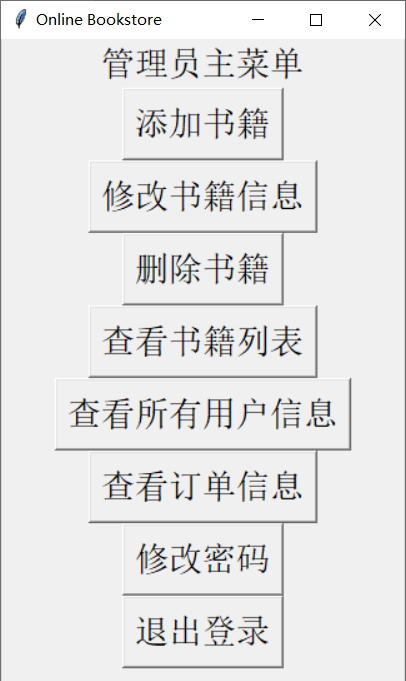 Online Bookstore
管理员主菜单
添加书籍
修改书籍信息
删除书籍
查看书籍列表
查看所有用户信息
查看订单信息
修改密码
退出登录